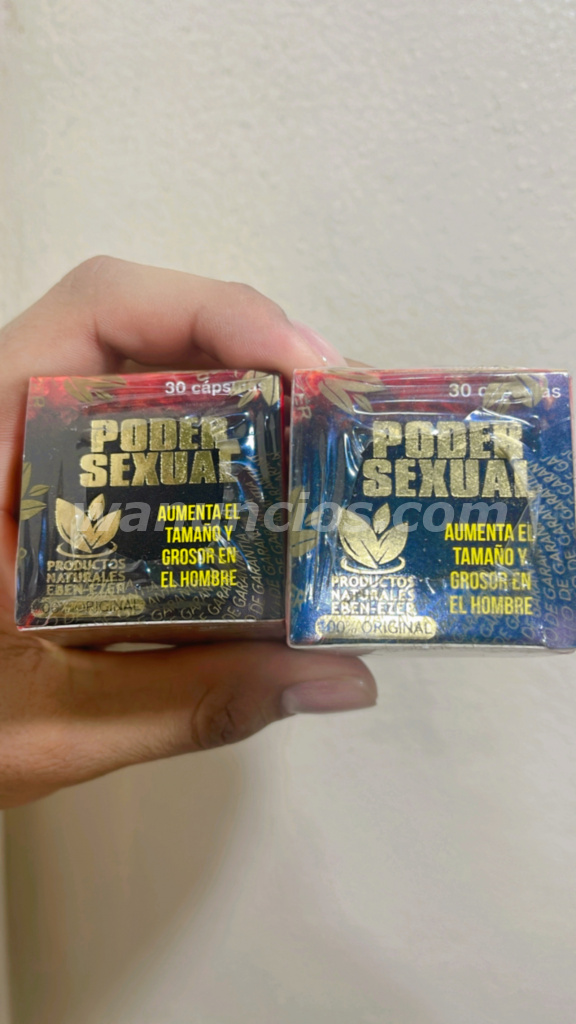 30 cápsulas
PODER
SEXUAL
AUMENTA EL
TAMAÑO Y
GROSOR EN
EL HOMBRE
PRODUCTOS
NATURALES
EBEN-EZER
100% ORIGINAL
30 cápsulas
PODER
SEXUAL
AUMENTA EL
TAMAÑO Y
GROSOR EN
EL HOMBRE
PRODUCTOS
NATURALES
EBEN-EZER
100% ORIGINAL